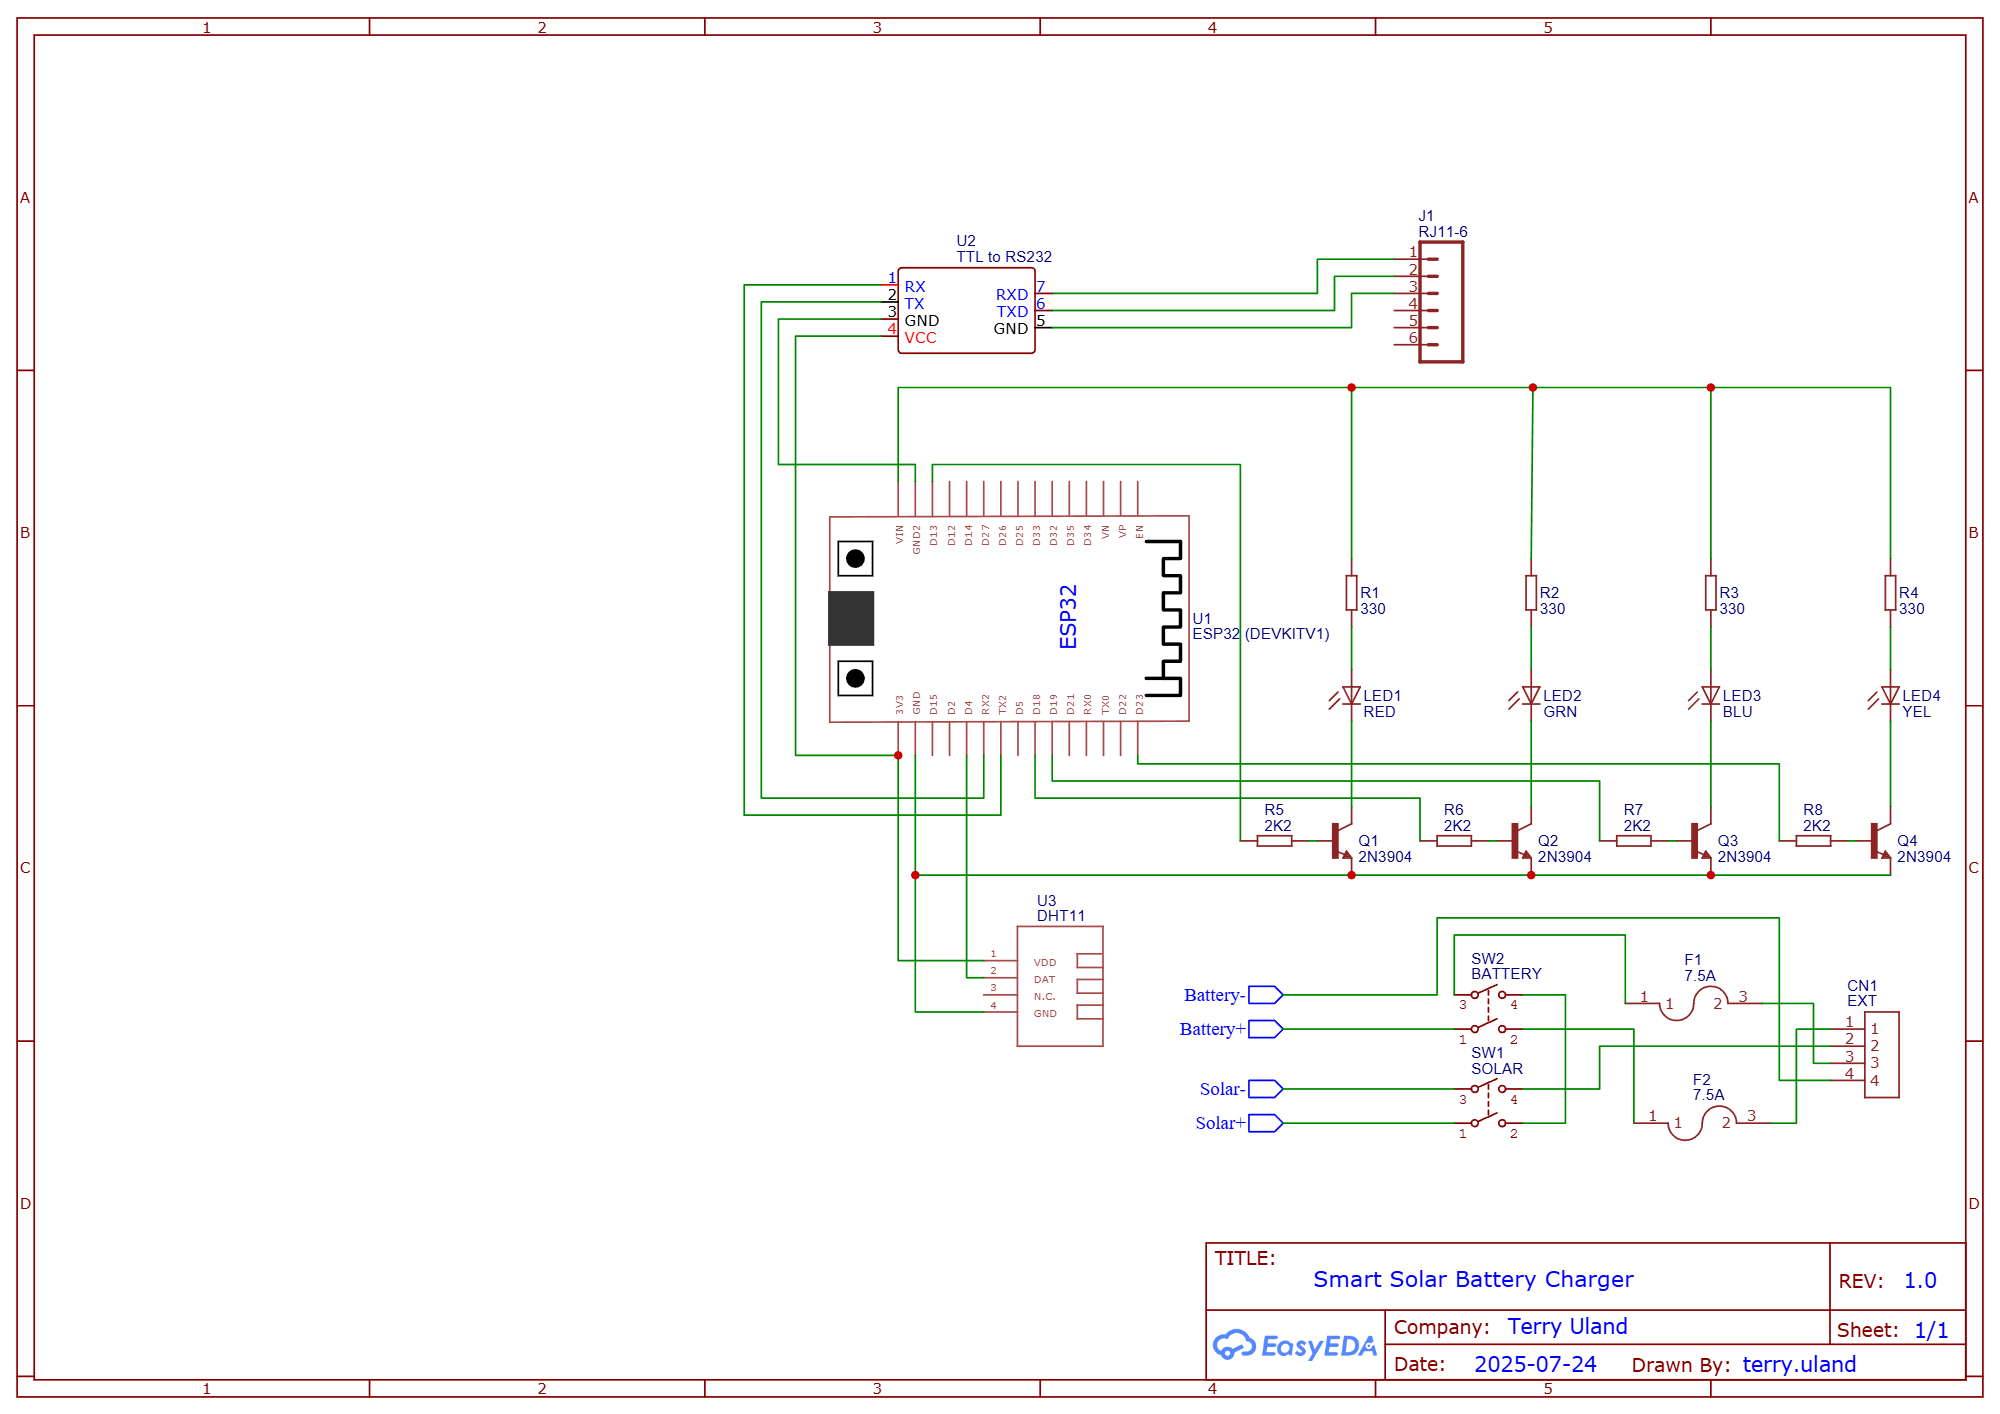 1 2 3 4 5
A A
B B
C C
D D
J1
RJ11-6
1
2
3
4
5
6
U2
TTL to RS232
1 RX
2 TX
3 GND
4 VCC
RXD 7
TXD 6
GND 5
VIN GND2 D13 D12 D14 D27 D26 D25 D33 D32 D35 D34 VN VP EN
ESP32
U1
ESP32 (DEVKITV1)
3V3 GND D15 D2 D4 RX2 TX2 D5 D18 D19 D21 RX0 TX0 D22 D23
R1
330
R2
330
R3
330
R4
330
LED1
RED
LED2
GRN
LED3
BLU
LED4
YEL
R5
2K2
R6
2K2
R7
2K2
R8
2K2
Q1
2N3904
Q2
2N3904
Q3
2N3904
Q4
2N3904
U3
DHT11
1 VDD
2 DAT
3 N.C.
4 GND
Battery-
Battery+
Solar-
Solar+
SW2
BATTERY
3 4
1 2
SW1
SOLAR
3 4
1 2
F1
7.5A
1 1 2 3
F2
7.5A
1 1 2 3
CN1
EXT
1 1
2 2
3 3
4 4
TITLE:
Smart Solar Battery Charger
REV: 1.0
EasyEDA
Company: Terry Uland
Sheet: 1/1
Date: 2025-07-24 Drawn By: terry.uland
1 2 3 4 5